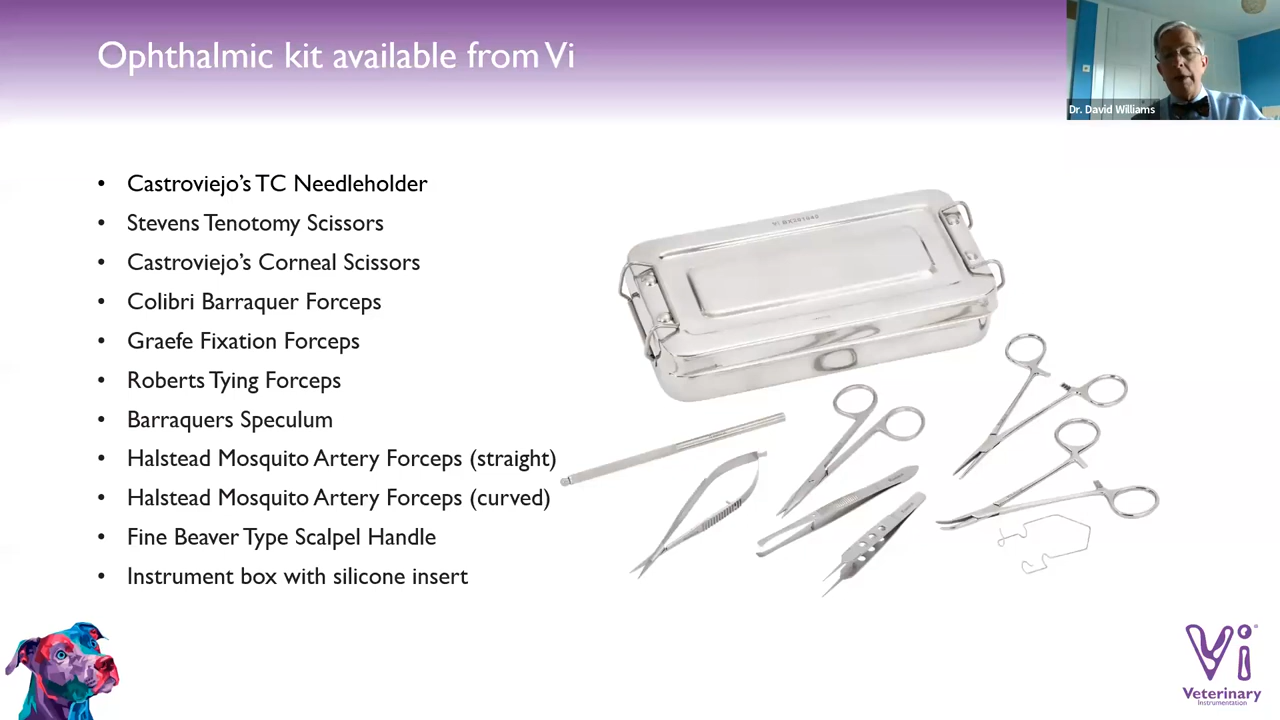 Ophthalmic kit available from Vi
Dr. David Williams
• Castroviejo's TC Needleholder
• Stevens Tenotomy Scissors
• Castroviejo's Corneal Scissors
• Colibri Barraquer Forceps
• Graefe Fixation Forceps
• Roberts Tying Forceps
• Barraquers Speculum
• Halstead Mosquito Artery Forceps (straight)
• Halstead Mosquito Artery Forceps (curved)
• Fine Beaver Type Scalpel Handle
• Instrument box with silicone insert
Vi
Veterinary
Instrumentation